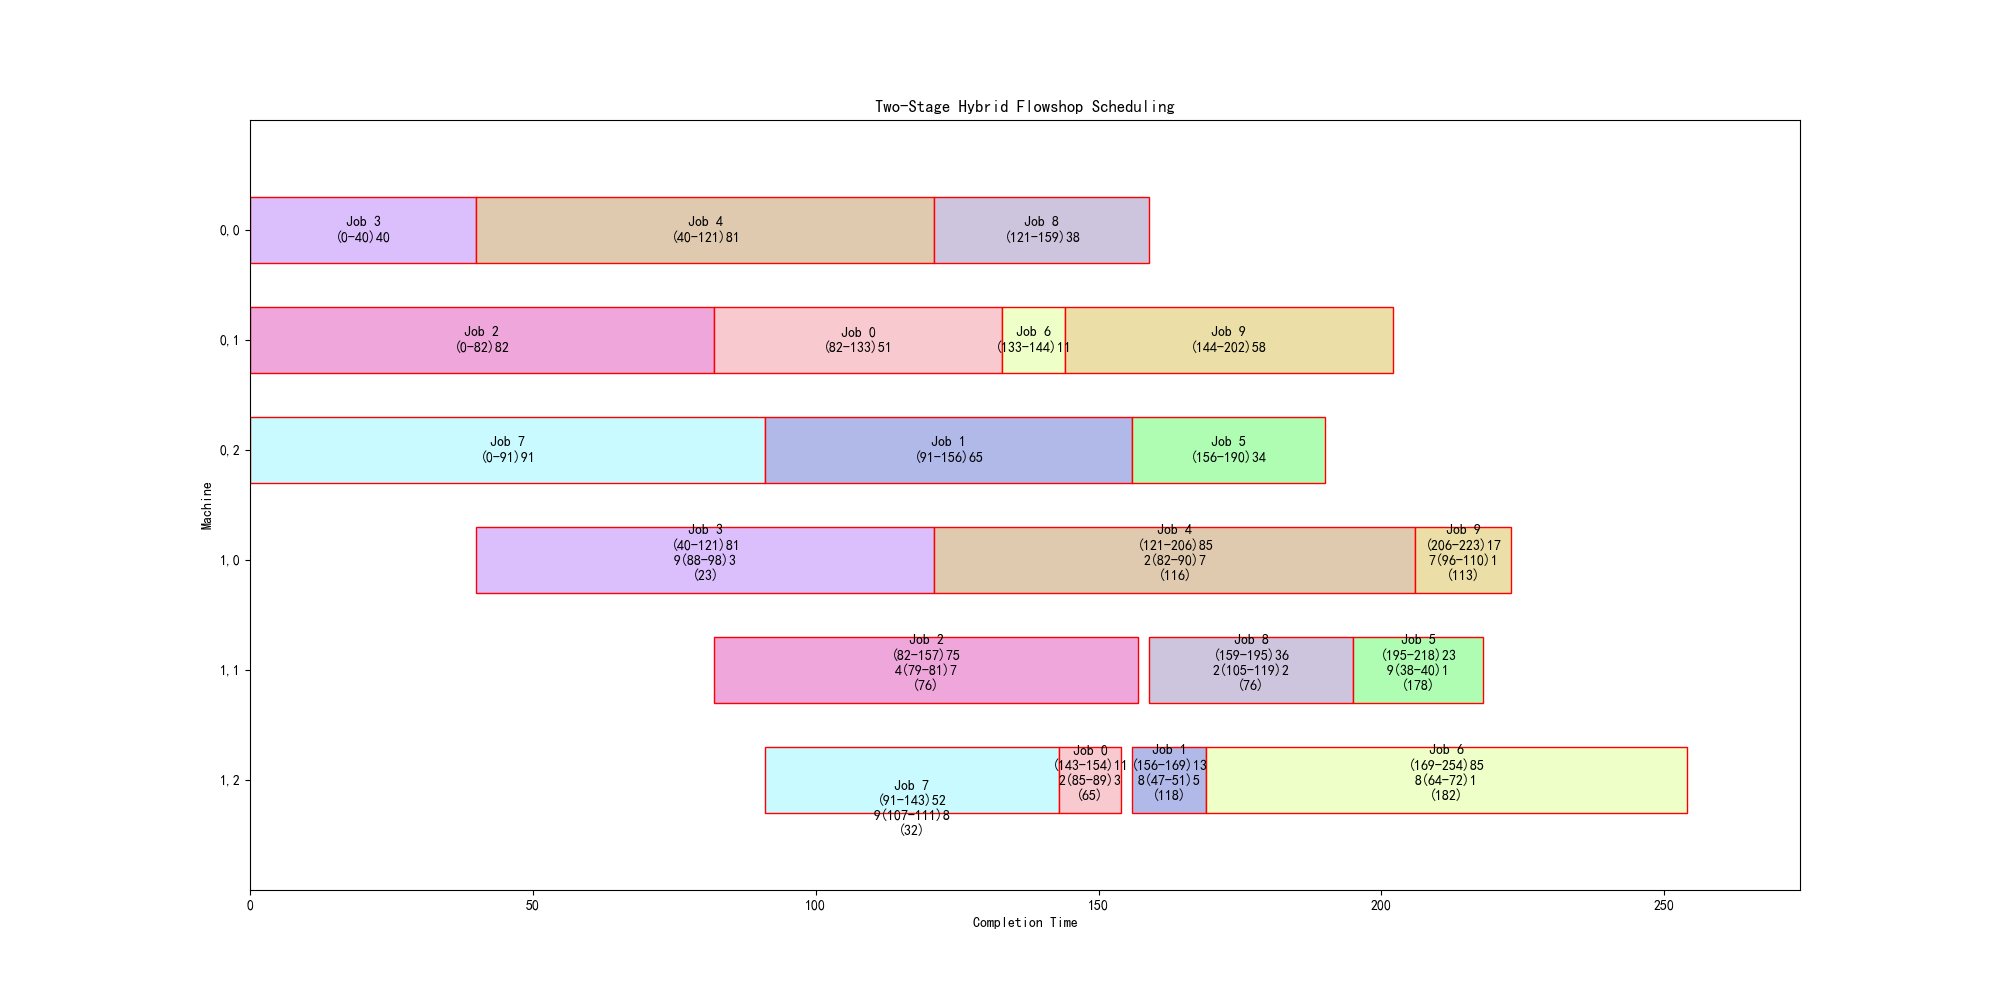 Two-Stage Hybrid Flowshop Scheduling
0,0
Job 3
(0-40)40
Job 4
(40-121)81
Job 8
(121-159)38
0,1
Job 2
(0-82)82
Job 0
(82-133)51
Job 6
(133-144)11
Job 9
(144-202)58
0,2
Job 7
(0-91)91
Job 1
(91-156)65
Job 5
(156-190)34
Machine
1,0
Job 3
(40-121)81
9(88-98)3
(23)
Job 4
(121-206)85
2(82-90)7
(116)
Job 9
(206-223)17
7(96-110)1
(113)
1,1
Job 2
(82-157)75
4(79-81)7
(76)
Job 8
(159-195)36
2(105-119)2
(76)
Job 5
(195-218)23
9(38-40)1
(178)
1,2
Job 7
(91-143)52
9(107-111)8
(32)
Job 0
(143-154)11
2(85-89)3
(65)
Job 1
(156-169)13
8(47-51)5
(118)
Job 6
(169-254)85
8(64-72)1
(182)
0
50
100
150
200
250
Completion Time